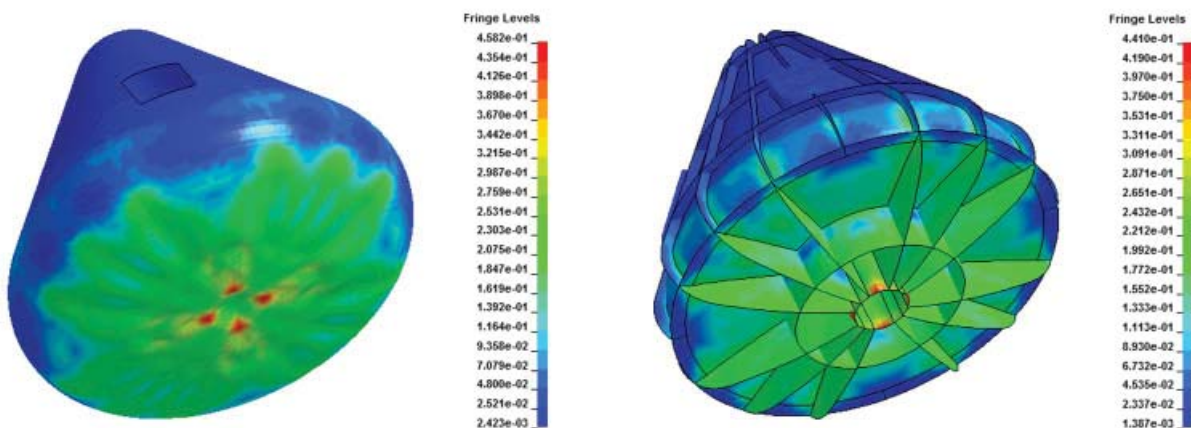 Fringe Levels
4.582e-01
4.354e-01
4.126e-01
3.898e-01
3.670e-01
3.442e-01
3.215e-01
2.987e-01
2.759e-01
2.531e-01
2.303e-01
2.075e-01
1.847e-01
1.619e-01
1.392e-01
1.164e-01
9.358e-02
7.079e-02
4.800e-02
2.521e-02
2.423e-03
Fringe Levels
4.410e-01
4.190e-01
3.970e-01
3.750e-01
3.531e-01
3.311e-01
3.091e-01
2.871e-01
2.651e-01
2.432e-01
2.212e-01
1.992e-01
1.772e-01
1.552e-01
1.333e-01
1.113e-01
8.930e-02
6.732e-02
4.535e-02
2.337e-02
1.387e-03